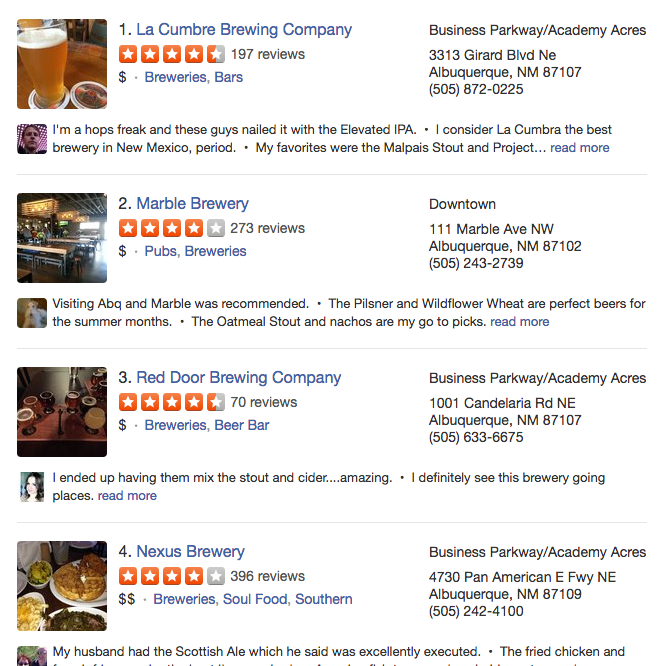 1. La Cumbre Brewing Company
197 reviews
$ · Breweries, Bars
Business Parkway/Academy Acres
3313 Girard Blvd Ne
Albuquerque, NM 87107
(505) 872-0225
I'm a hops freak and these guys nailed it with the Elevated IPA. • I consider La Cumbra the best
brewery in New Mexico, period. • My favorites were the Malpais Stout and Project… read more
2. Marble Brewery
273 reviews
$ · Pubs, Breweries
Downtown
111 Marble Ave NW
Albuquerque, NM 87102
(505) 243-2739
Visiting Abq and Marble was recommended. • The Pilsner and Wildflower Wheat are perfect beers for
the summer months. • The Oatmeal Stout and nachos are my go to picks. read more
3. Red Door Brewing Company
70 reviews
$ · Breweries, Beer Bar
Business Parkway/Academy Acres
1001 Candelaria Rd NE
Albuquerque, NM 87107
(505) 633-6675
I ended up having them mix the stout and cider....amazing. • I definitely see this brewery going
places. read more
4. Nexus Brewery
396 reviews
$$ · Breweries, Soul Food, Southern
Business Parkway/Academy Acres
4730 Pan American E Fwy NE
Albuquerque, NM 87109
(505) 242-4100
My husband had the Scottish Ale which he said was excellently executed. • The fried chicken and